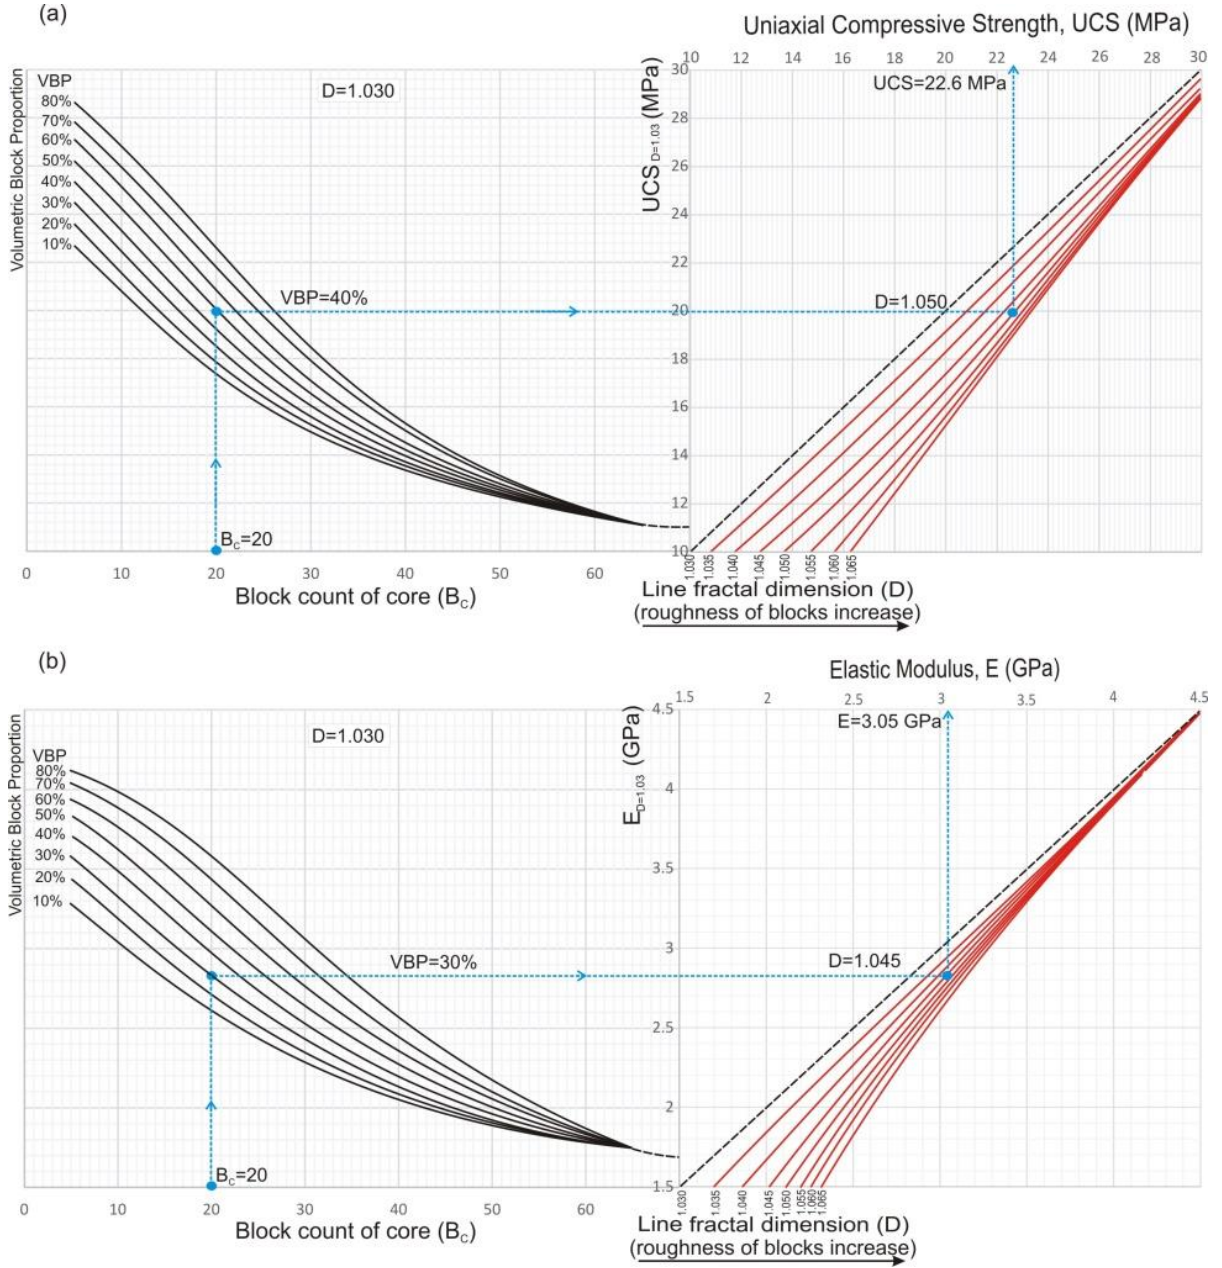 (a)
Uniaxial Compressive Strength, UCS (MPa)
10 12 14 16 18 20 22 24 26 28 30
UCS=22.6 MPa
Volumetric Block Proportion
VBP
80%
70%
60%
50%
40%
30%
20%
10%
D=1.030
VBP=40%
B_C=20
0 10 20 30 40 50 60
Block count of core (B_C)
UCS_D=1.03 (MPa)
30
28
26
24
22
20
18
16
14
12
10
D=1.050
1.030 1.035 1.040 1.045 1.050 1.055 1.060 1.065
Line fractal dimension (D)
(roughness of blocks increase)
(b)
Elastic Modulus, E (GPa)
1.5 2 2.5 3 3.5 4 4.5
E=3.05 GPa
Volumetric Block Proportion
VBP
80%
70%
60%
50%
40%
30%
20%
10%
D=1.030
VBP=30%
B_C=20
0 10 20 30 40 50 60
Block count of core (B_C)
E_D=1.03 (GPa)
4.5
4
3.5
3
2.5
2
1.5
D=1.045
1.030 1.035 1.040 1.045 1.050 1.055 1.060 1.065
Line fractal dimension (D)
(roughness of blocks increase)